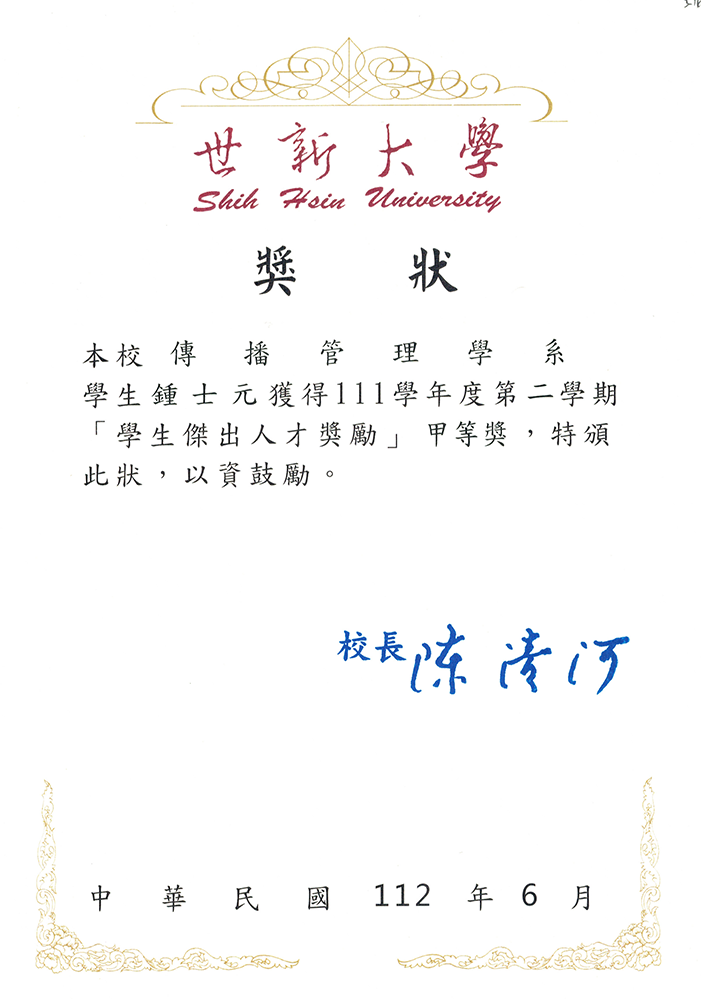 世新大學
Shih Hsin University
獎狀
本校傳播管理學系
學生鍾士元獲得111學年度第二學期
「學生傑出人才獎勵」甲等獎，特頒
此狀，以資鼓勵。
校長陳清河
中華民國 112 年 6 月